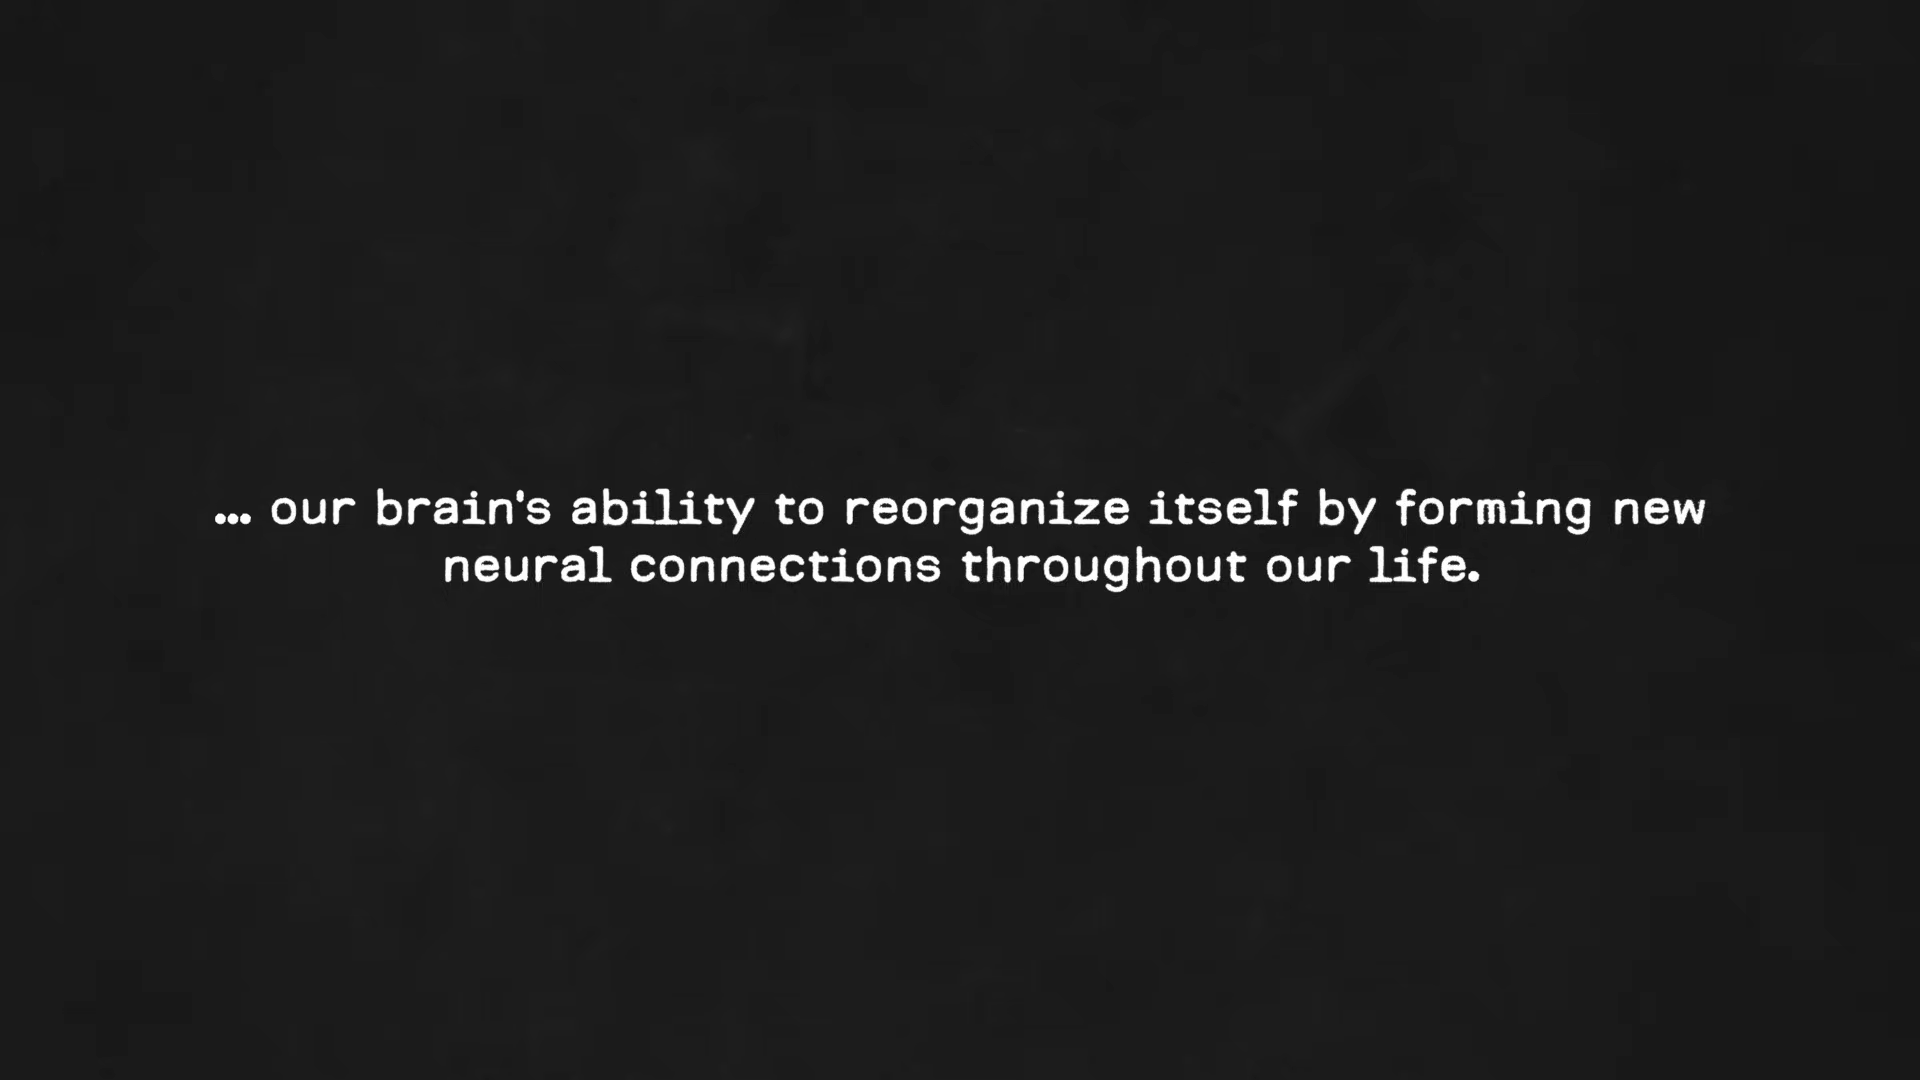 ... our brain's ability to reorganize itself by forming new
neural connections throughout our life.